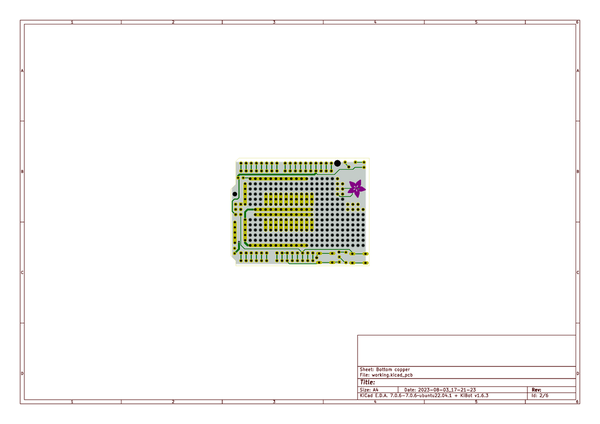 1 2 3 4 5 6
A A
B B
C C
D D
Sheet: Bottom copper
File: working.kicad_pcb
Title:
Size: A4 Date: 2023-08-03_17-21-23 Rev:
KiCad E.D.A. 7.0.6-7.0.6~ubuntu22.04.1 + KiBot v1.6.3 Id: 2/6
1 2 3 4 5 6